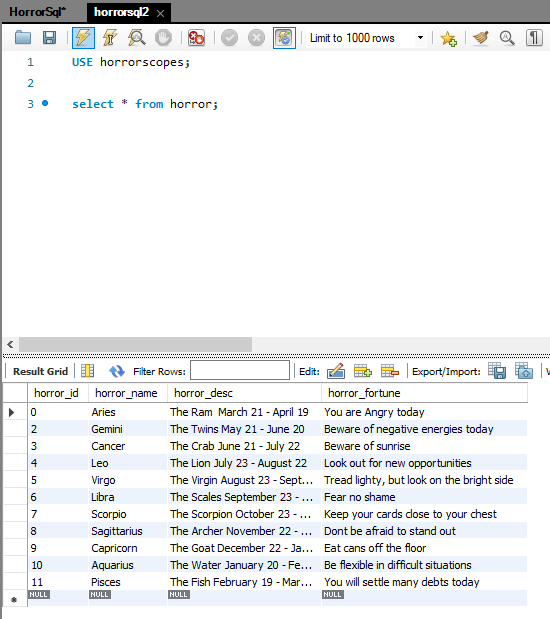 HorrorSql* horrorsql2
Limit to 1000 rows
1 USE horrorscopes;
2
3 select * from horror;
Result Grid Filter Rows: Edit: Export/Import:
horror_id horror_name horror_desc horror_fortune
0 Aries The Ram  March 21 - April 19 You are Angry today
2 Gemini The Twins May 21 - June 20 Beware of negative energies today
3 Cancer The Crab June 21 - July 22 Beware of sunrise
4 Leo The Lion July 23 - August 22 Look out for new opportunities
5 Virgo The Virgin August 23 - Sept... Tread lighty, but look on the bright side
6 Libra The Scales September 23 - ... Fear no shame
7 Scorpio The Scorpion October 23 - ... Keep your cards close to your chest
8 Sagittarius The Archer November 22 - ... Dont be afraid to stand out
9 Capricorn The Goat December 22 - Ja... Eat cans off the floor
10 Aquarius The Water January 20 - Fe... Be flexible in difficult situations
11 Pisces The Fish February 19 - Mar... You will settle many debts today
NULL NULL NULL NULL